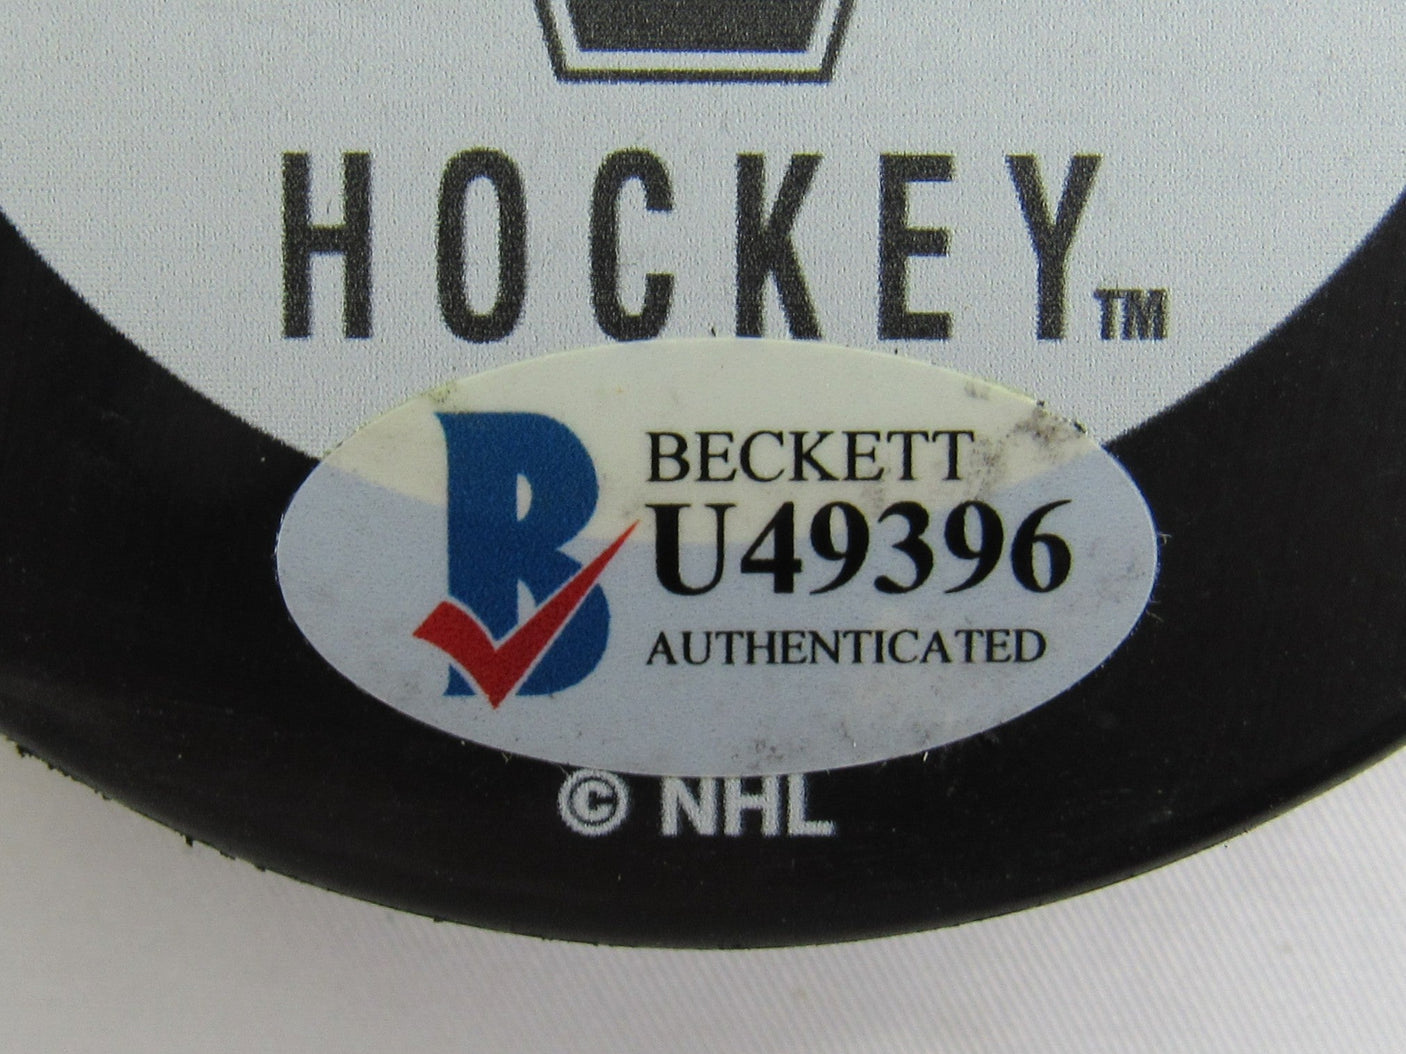 HOCKEY™
B
BECKETT
U49396
AUTHENTICATED
© NHL